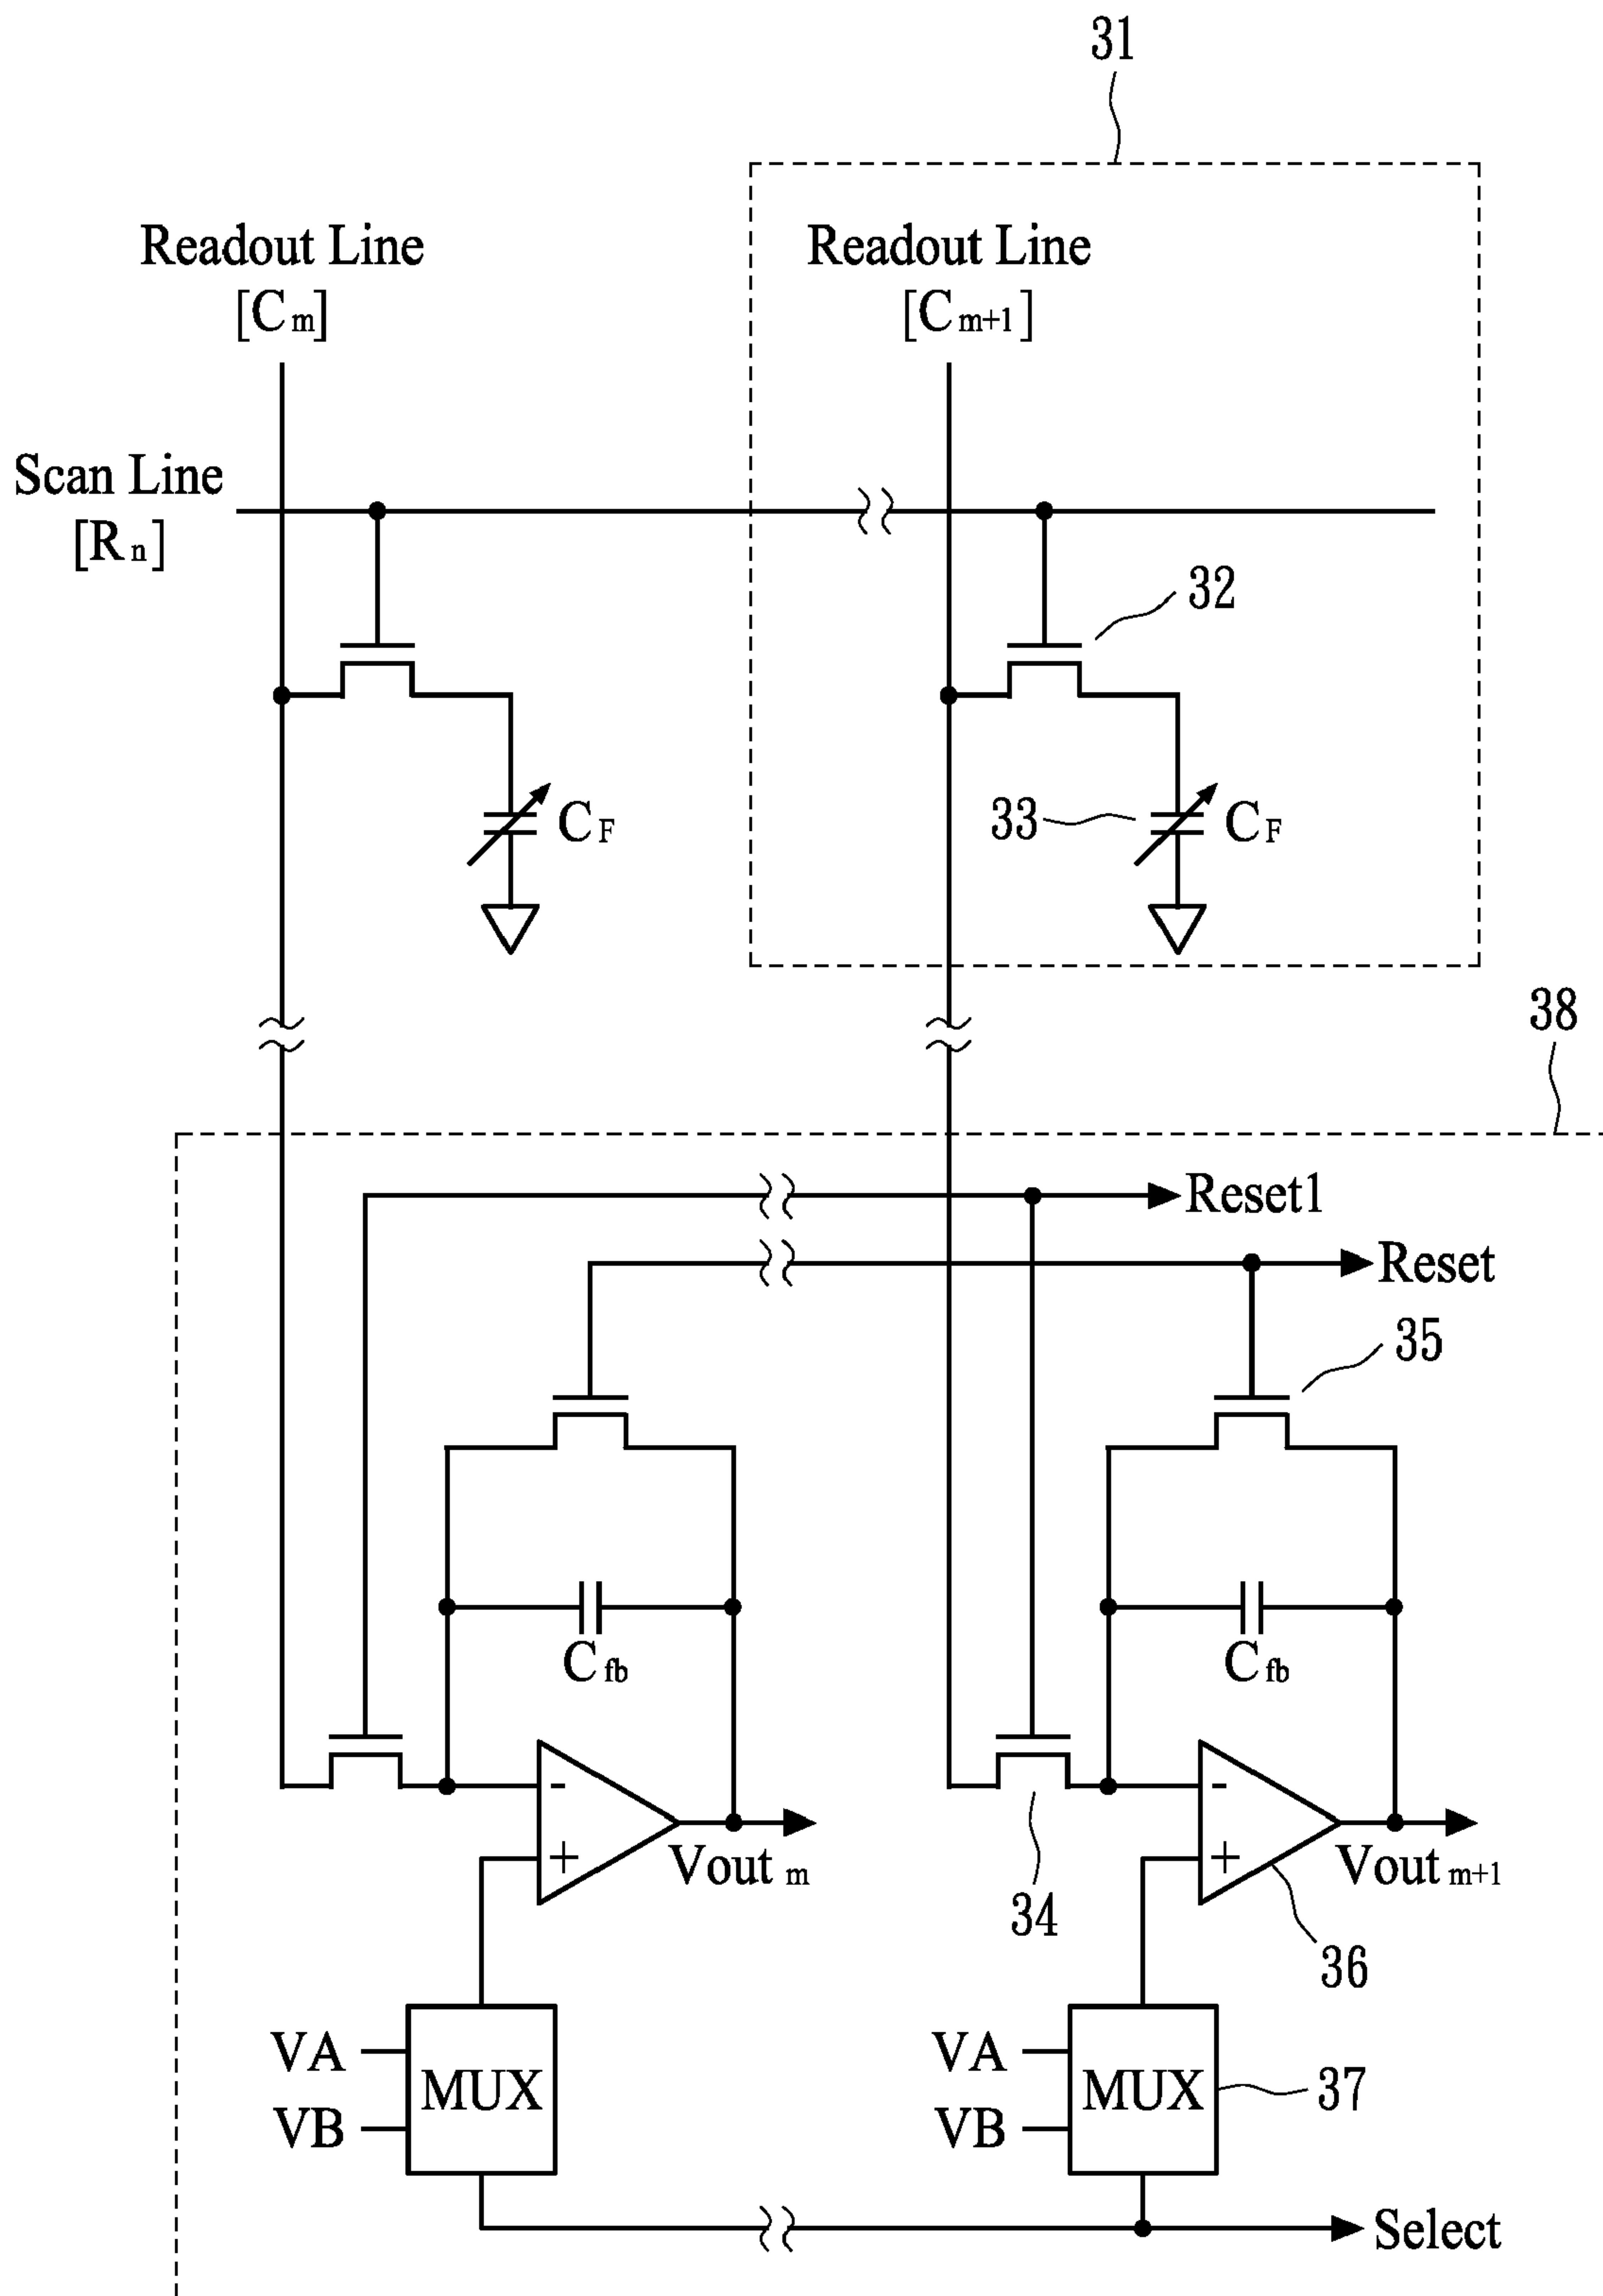 31
Readout Line
[Cm]
Readout Line
[Cm+1]
Scan Line
[Rn]
32
33
CF
CF
38
Reset1
Reset
35
Cfb
Cfb
-
+
Vout m
-
+
Vout m+1
34
36
VA
VB
MUX
VA
VB
MUX
37
Select